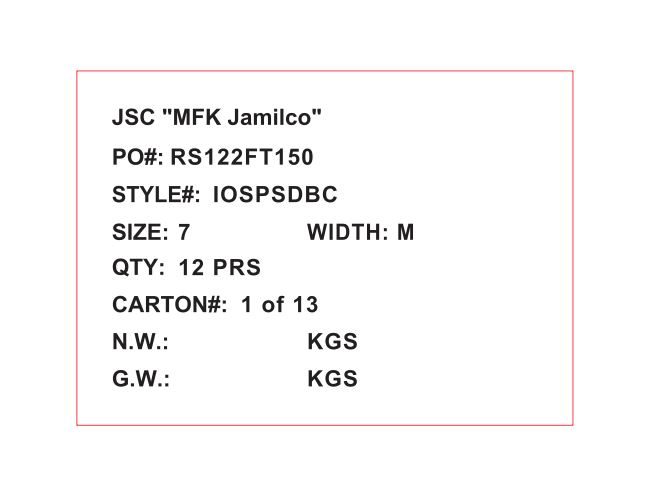 JSC "MFK Jamilco"
PO#: RS122FT150
STYLE#: IOSPSDBC
SIZE: 7 WIDTH: M
QTY: 12 PRS
CARTON#: 1 of 13
N.W.: KGS
G.W.: KGS